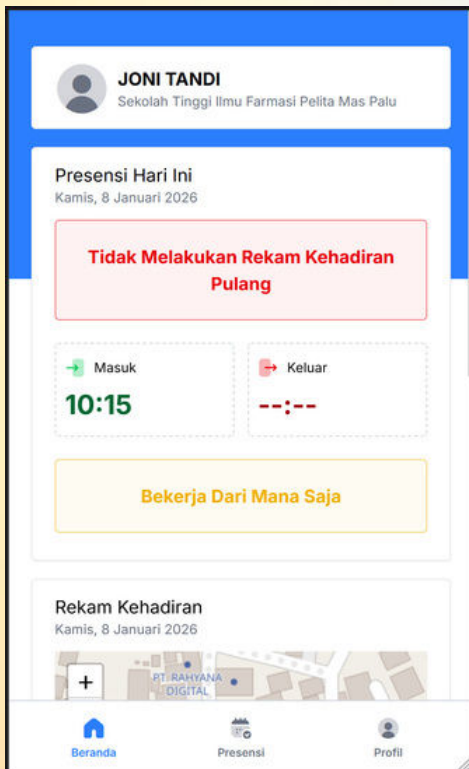 JONI TANDI
Sekolah Tinggi Ilmu Farmasi Pelita Mas Palu
Presensi Hari Ini
Kamis, 8 Januari 2026
Tidak Melakukan Rekam Kehadiran
Pulang
Masuk
10:15
Keluar
--:--
Bekerja Dari Mana Saja
Rekam Kehadiran
Kamis, 8 Januari 2026
+
PT. RAHYANA
DIGITAL
Beranda
Presensi
Profil